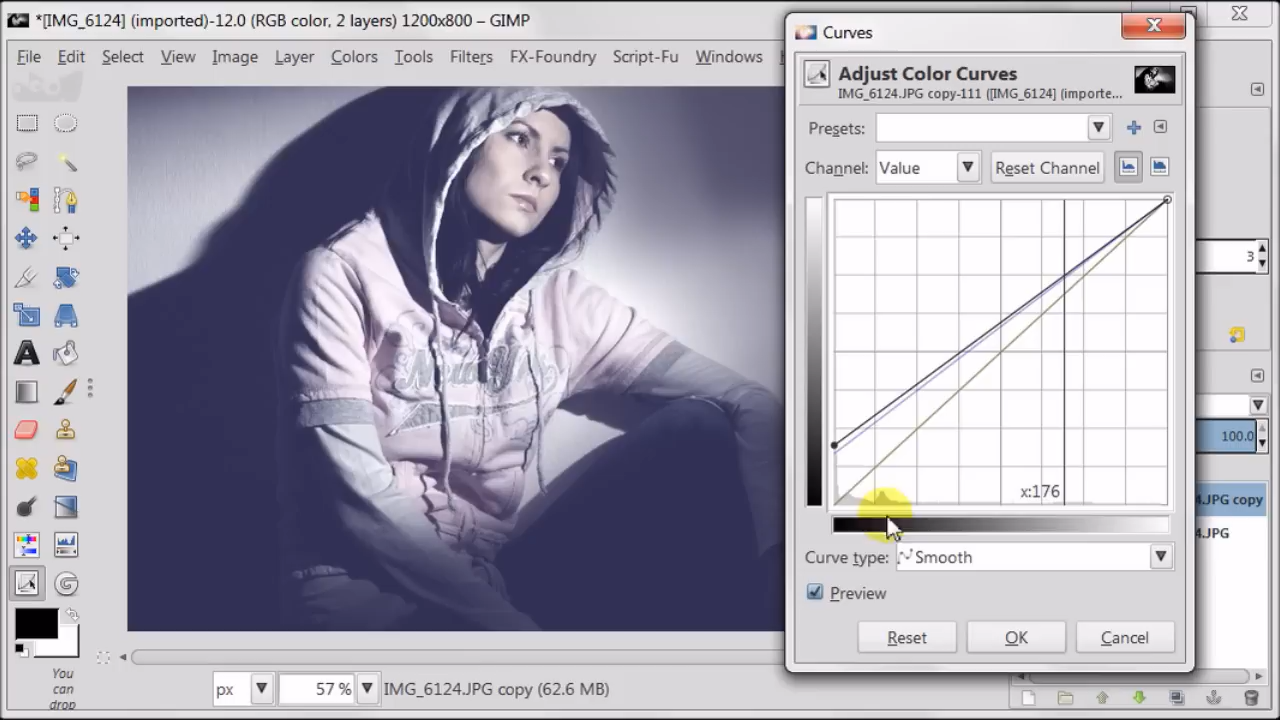 *[IMG_6124] (imported)-12.0 (RGB color, 2 layers) 1200x800 – GIMP
File Edit Select View Image Layer Colors Tools Filters FX-Foundry Script-Fu Windows
Curves
Adjust Color Curves
IMG_6124.JPG copy-111 ([IMG_6124] (importe...
Presets:
Channel: Value Reset Channel
3
x:176
100.0
4.JPG copy
4.JPG
Curve type: Smooth
Preview
Reset OK Cancel
You
can
drop
px 57 % IMG_6124.JPG copy (62.6 MB)